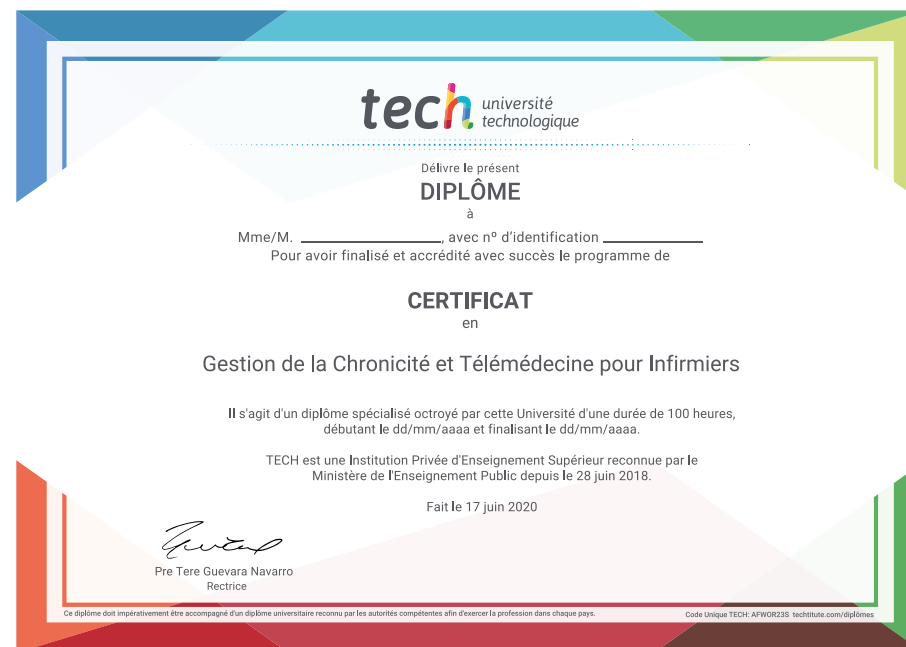 tech université
technologique
Délivre le présent
DIPLÔME
à
Mme/M. ____________________, avec nº d'identification ______________
Pour avoir finalisé et accrédité avec succès le programme de
CERTIFICAT
en
Gestion de la Chronicité et Télémédecine pour Infirmiers
Il s'agit d'un diplôme spécialisé octroyé par cette Université d'une durée de 100 heures,
débutant le dd/mm/aaaa et finalisant le dd/mm/aaaa.
TECH est une Institution Privée d'Enseignement Supérieur reconnue par le
Ministère de l'Enseignement Public depuis le 28 juin 2018.
Fait le 17 juin 2020
Pre Tere Guevara Navarro
Rectrice
Ce diplôme doit impérativement être accompagné d'un diplôme universitaire reconnu par les autorités compétentes afin d'exercer la profession dans chaque pays.
Code Unique TECH: AFWOR23S techtitute.com/diplômes